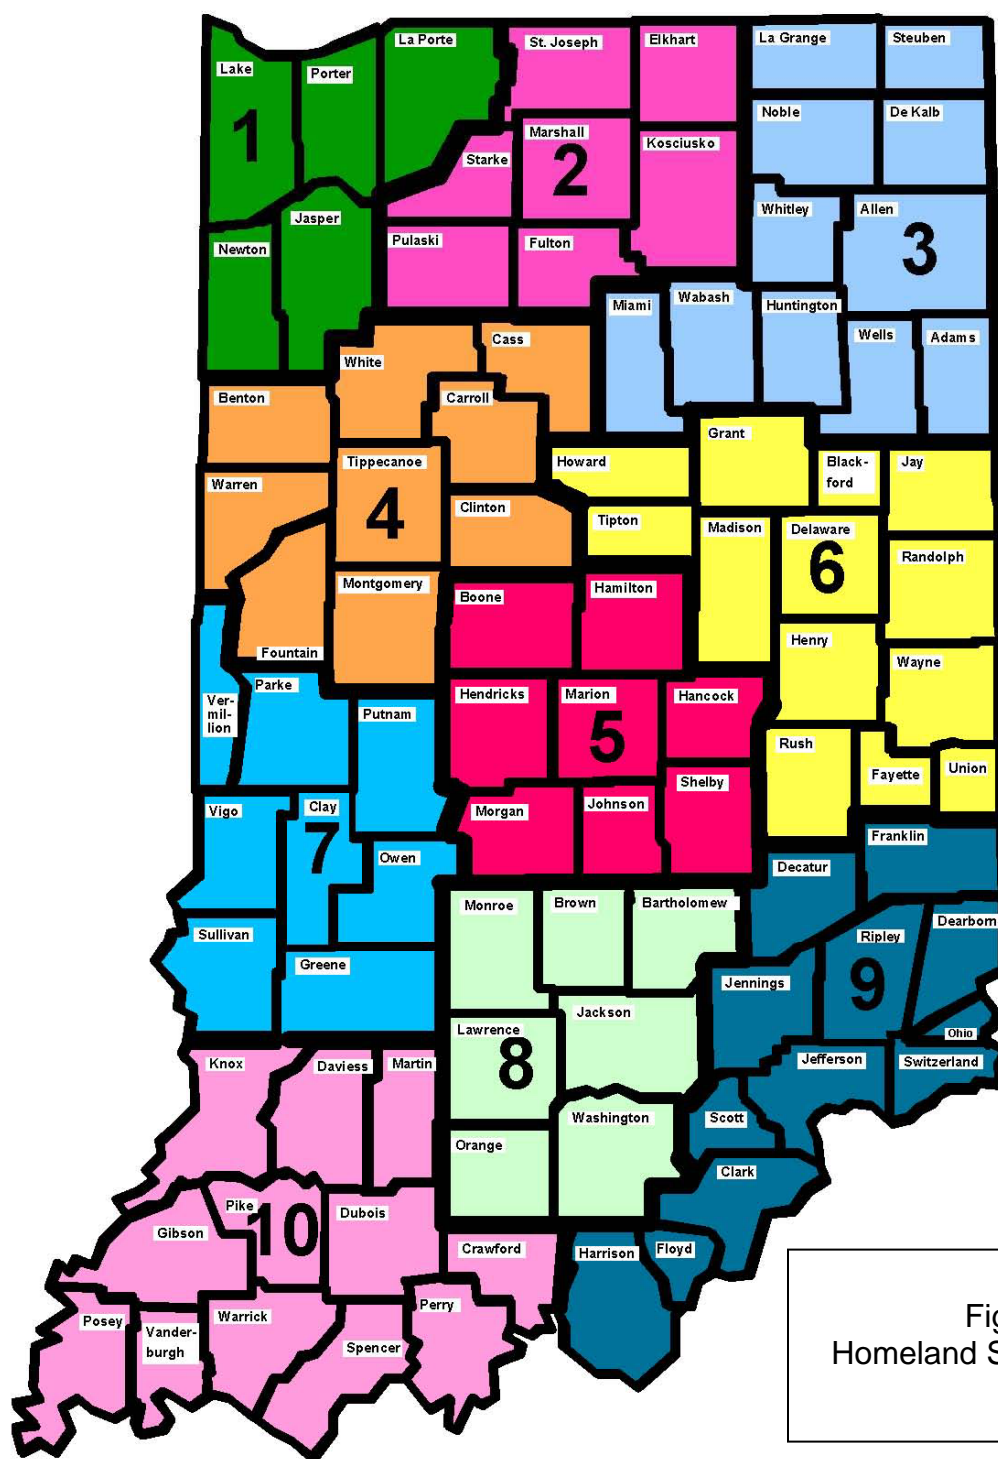 La Porte
St. Joseph
Elkhart
La Grange
Steuben
Lake
Porter
1
Noble
De Kalb
Marshall
Kosciusko
Starke
2
Whitley
Allen
Jasper
3
Newton
Pulaski
Fulton
Miami
Wabash
Huntington
Wells
Adams
White
Cass
Benton
Carroll
Grant
Tippecanoe
Howard
Black-
ford
Jay
Warren
4
Clinton
Tipton
Madison
Delaware
6
Randolph
Montgomery
Boone
Hamilton
Henry
Fountain
Wayne
Parke
Ver-
mil-
lion
Putnam
Hendricks
Marion
5
Hancock
Rush
Fayette
Union
Vigo
Clay
7
Morgan
Johnson
Shelby
Franklin
Owen
Decatur
Monroe
Brown
Bartholomew
Dearborn
Sullivan
Ripley
9
Greene
Jennings
Jackson
Lawrence
8
Ohio
Knox
Daviess
Martin
Jefferson
Switzerland
Washington
Scott
Orange
Clark
Pike
10
Dubois
Gibson
Crawford
Harrison
Floyd
Posey
Vander-
burgh
Warrick
Perry
Spencer
Fig
Homeland S